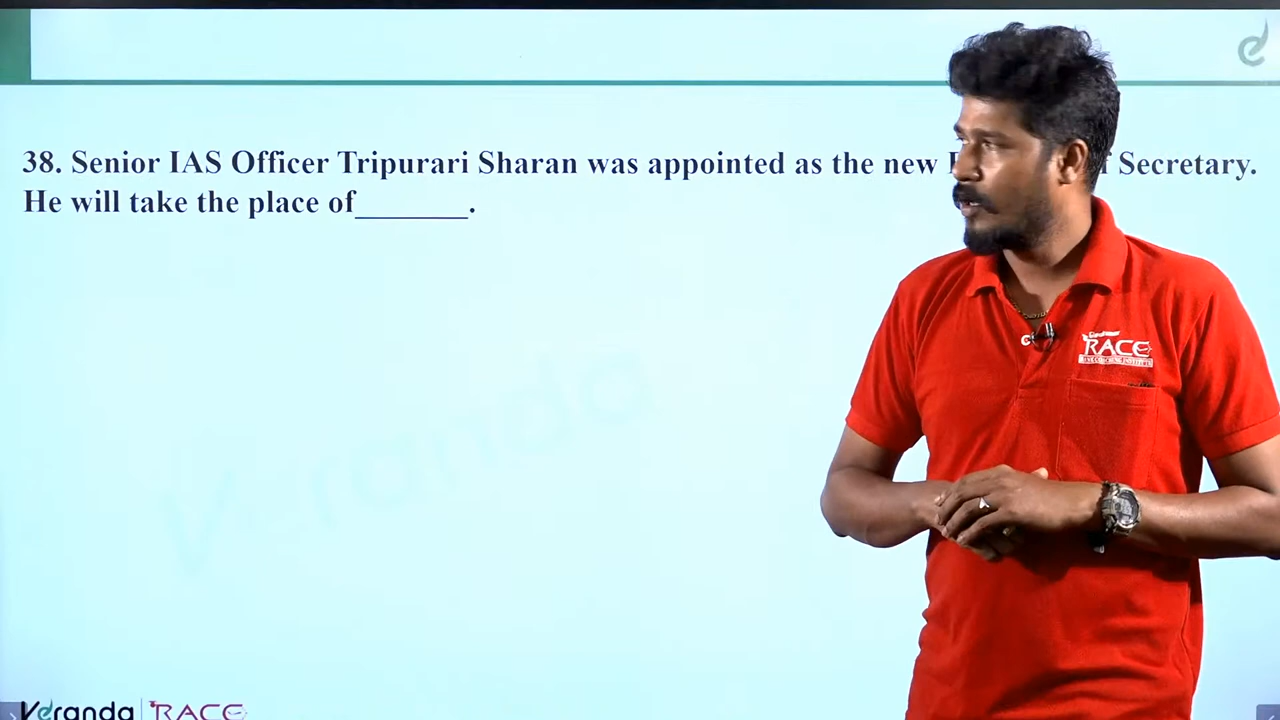 38. Senior IAS Officer Tripurari Sharan was appointed as the new Secretary.
He will take the place of_______.
RACE
Veranda
Veranda RACE